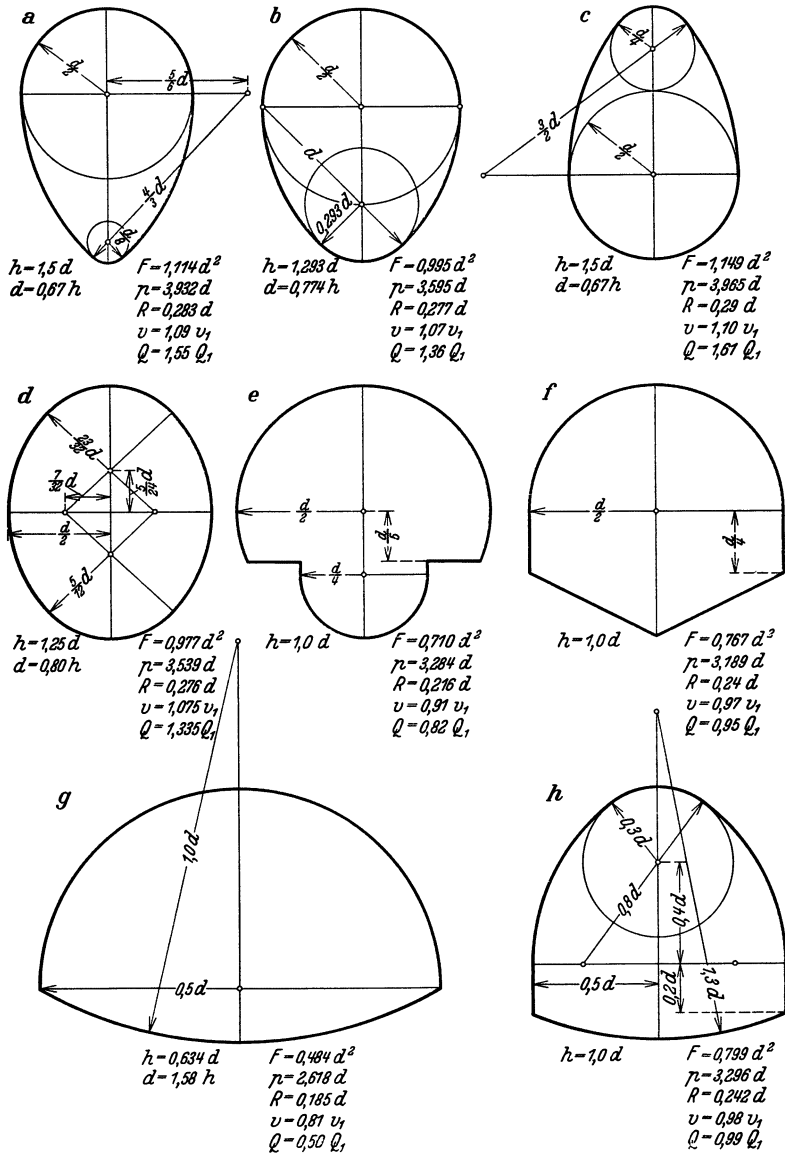 a
d/2
5/6 d
4/3 d
d/8
h=1,5 d
d=0,67 h
F=1,114 d²
p=3,932 d
R=0,283 d
v=1,09 v₁
Q=1,55 Q₁
b
d/2
d
0,293 d
h=1,293 d
d=0,774 h
F=0,995 d²
p=3,595 d
R=0,277 d
v=1,07 v₁
Q=1,36 Q₁
c
d/4
3/2 d
d/2
h=1,5 d
d=0,67 h
F=1,149 d²
p=3,965 d
R=0,29 d
v=1,10 v₁
Q=1,61 Q₁
d
7/32 d
5/24 d
d/2
5/12 d
h=1,25 d
d=0,80 h
F=0,977 d²
p=3,539 d
R=0,276 d
v=1,075 v₁
Q=1,335 Q₁
e
d/2
d/6
d/4
h=1,0 d
F=0,710 d²
p=3,284 d
R=0,216 d
v=0,91 v₁
Q=0,82 Q₁
f
d/2
d/4
h=1,0 d
F=0,767 d³
p=3,189 d
R=0,24 d
v=0,97 v₁
Q=0,95 Q₁
g
1,0 d
0,5 d
h=0,634 d
d=1,58 h
F=0,484 d²
p=2,618 d
R=0,185 d
v=0,81 v₁
Q=0,50 Q₁
h
0,3 d
0,8 d
0,4 d
0,5 d
0,2 d
1,3 d
h=1,0 d
F=0,799 d²
p=3,296 d
R=0,242 d
v=0,98 v₁
Q=0,99 Q₁